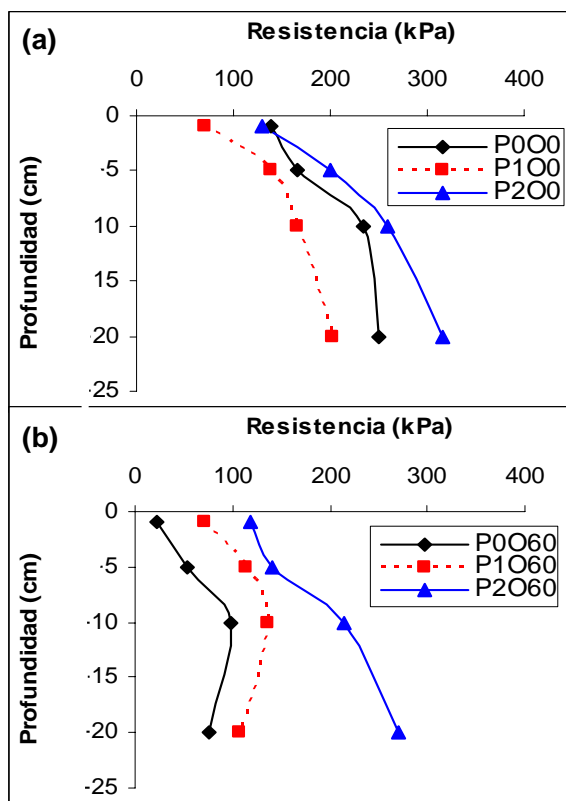 (a)
Resistencia (kPa)
0 100 200 300 400
Profundidad (cm)
0
-5
-10
15
-20
-25
P0O0
P1O0
P2O0
(b)
Resistencia (kPa)
0 100 200 300 400
Profundidad (cm)
0
-5
-10
-15
-20
-25
P0O60
P1O60
P2O60